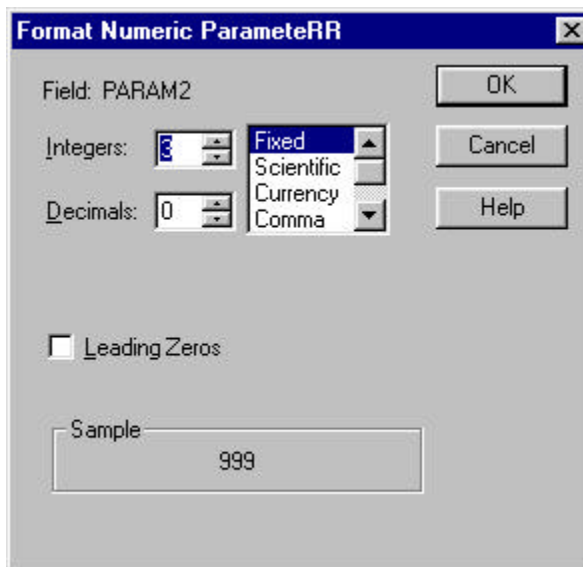 Format Numeric ParameteRR
Field: PARAM2
OK
Integers: 3
Fixed
Scientific
Currency
Comma
Cancel
Decimals: 0
Help
Leading Zeros
Sample
999